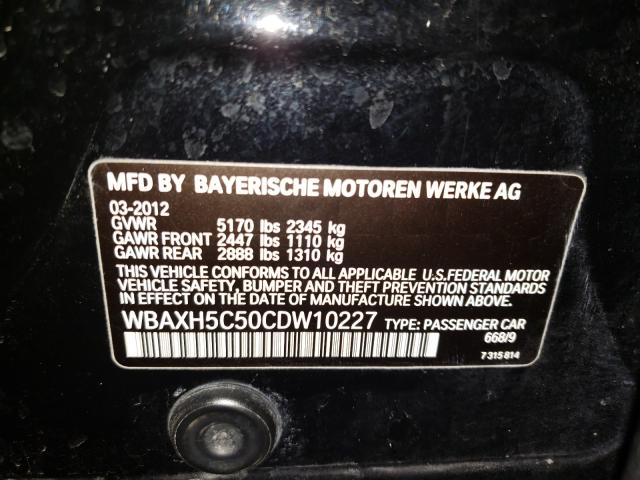 MFD BY BAYERISCHE MOTOREN WERKE AG
03-2012
GVWR 5170 lbs 2345 kg
GAWR FRONT 2447 lbs 1110 kg
GAWR REAR 2888 lbs 1310 kg
THIS VEHICLE CONFORMS TO ALL APPLICABLE U.S.FEDERAL MOTOR
VEHICLE SAFETY, BUMPER AND THEFT PREVENTION STANDARDS
IN EFFECT ON THE DATE OF MANUFACTURE SHOWN ABOVE.
WBAXH5C50CDW10227 TYPE: PASSENGER CAR
668/9
7 315 814